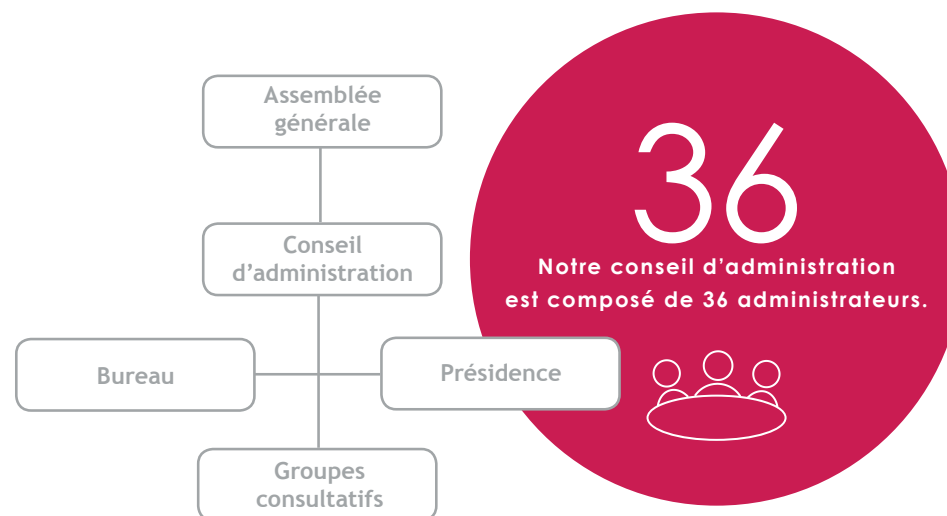 Assemblée
générale
Conseil
d'administration
Bureau
Présidence
Groupes
consultatifs
36
Notre conseil d'administration
est composé de 36 administrateurs.